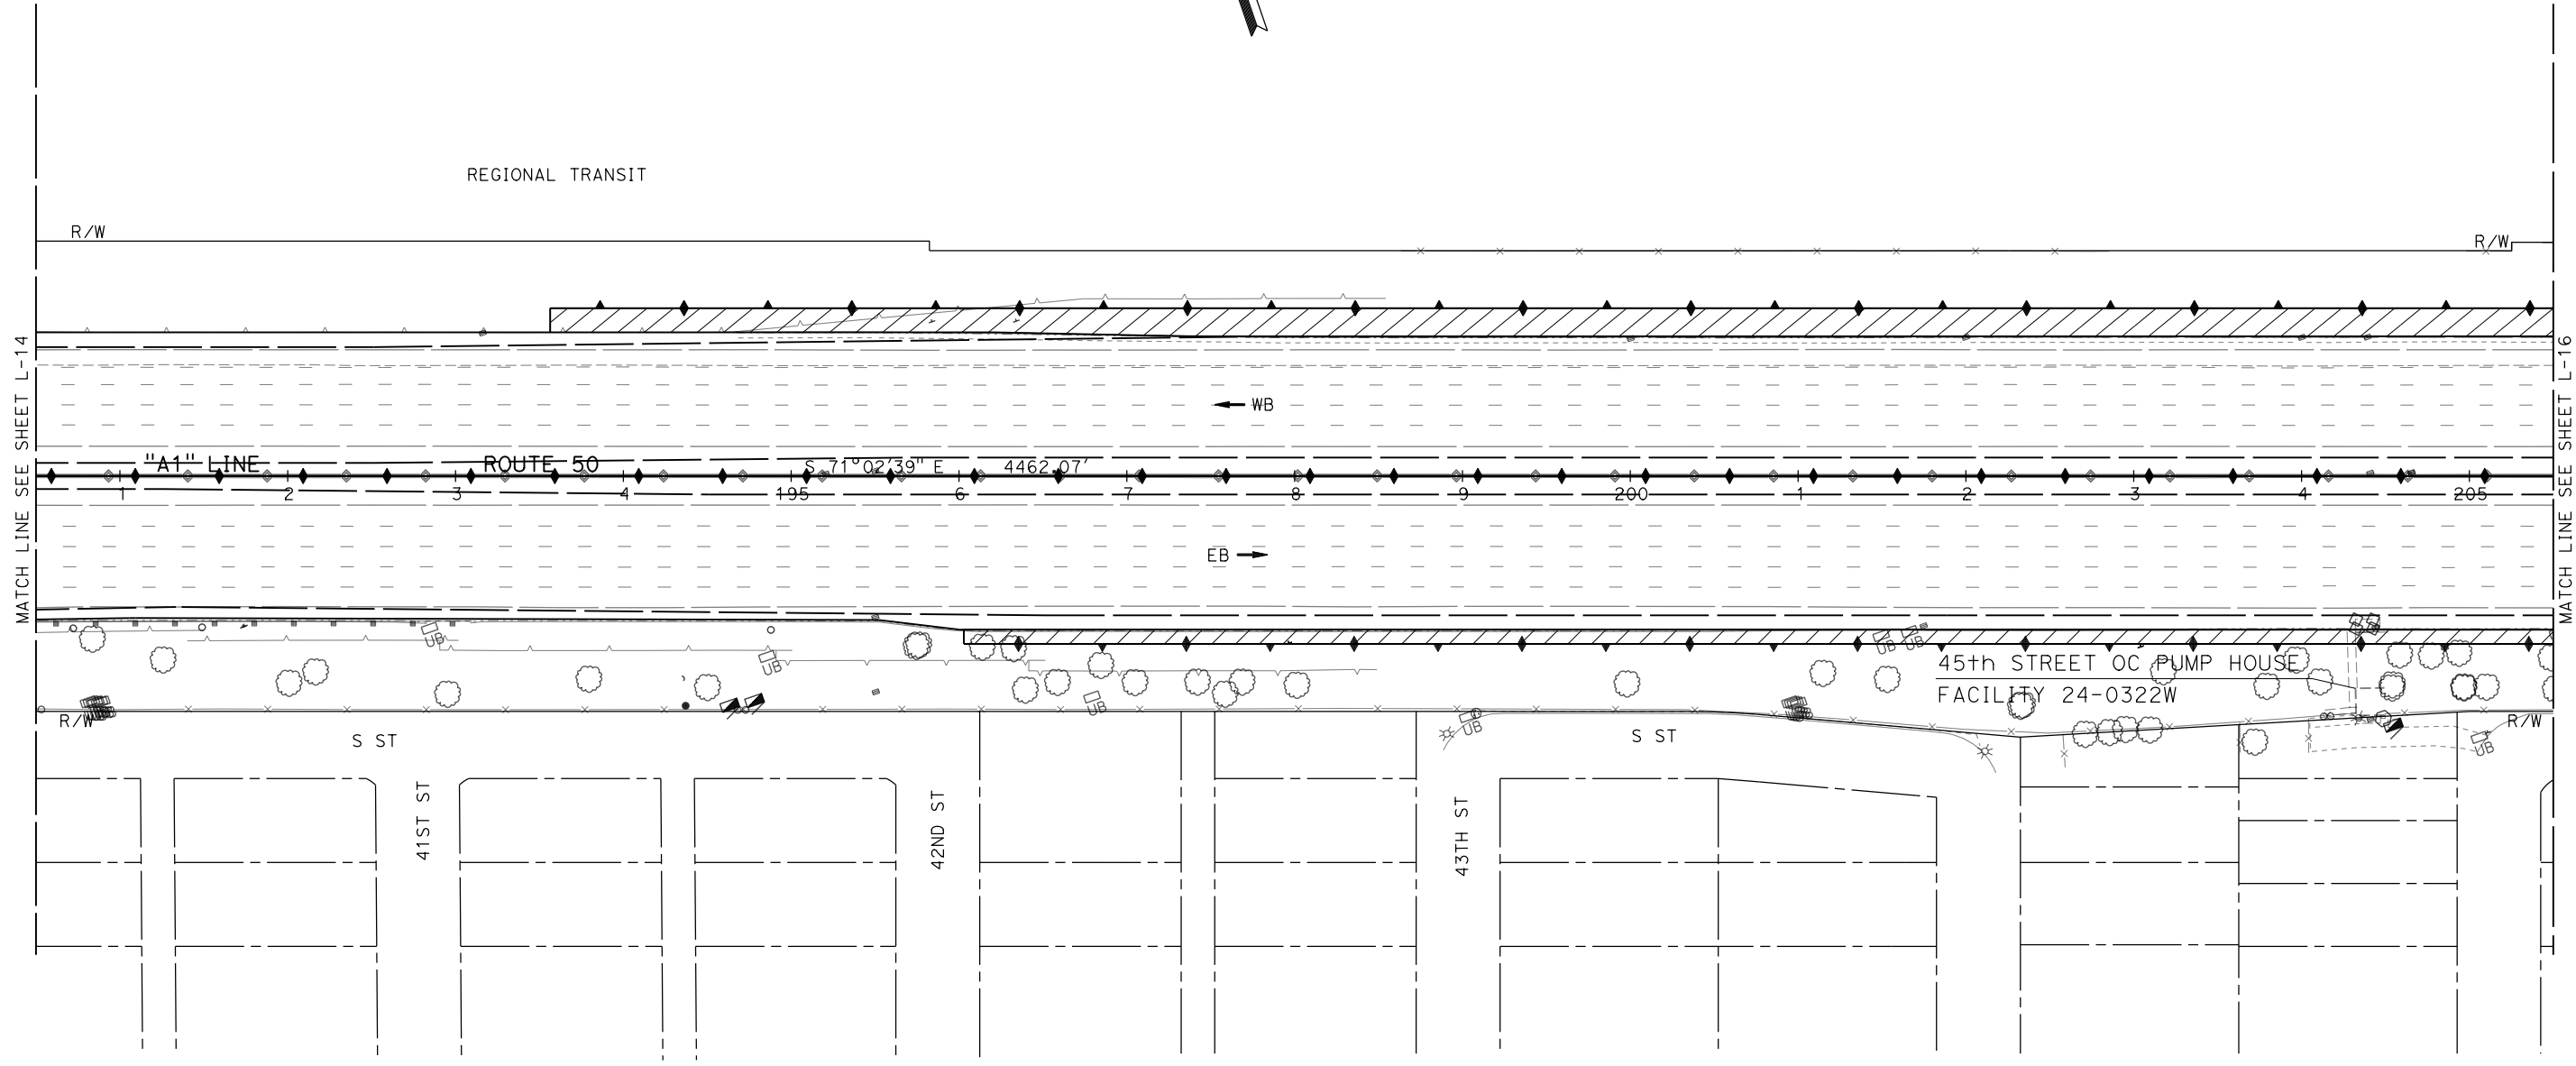 REGIONAL TRANSIT
R/W
R/W
MATCH LINE SEE SHEET L-14
MATCH LINE SEE SHEET L-16
WB
"A1" LINE
ROUTE 50
S 71°02'39" E
4462.07'
1
2
3
4
195
6
7
8
9
200
1
2
3
4
205
EB
UB
UB
UB
UB
UB
UB
UB
UB
45th STREET OC PUMP HOUSE
FACILITY 24-0322W
R/W
R/W
S ST
S ST
41ST ST
42ND ST
43TH ST